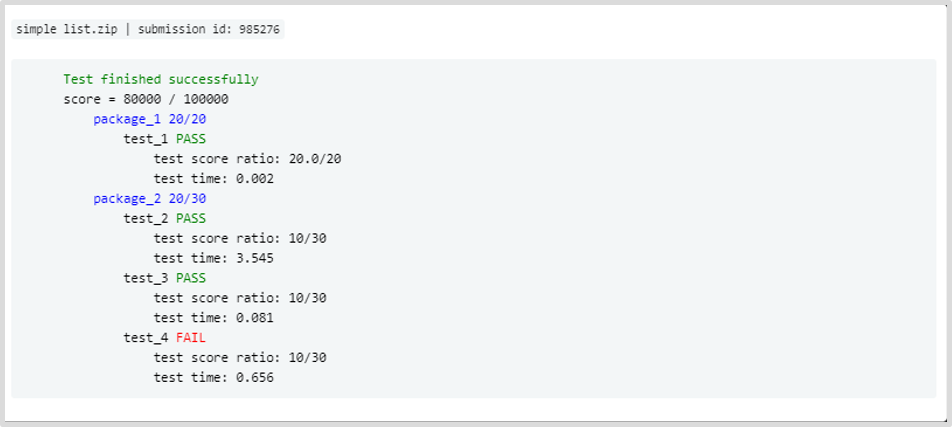 simple list.zip | submission id: 985276
Test finished successfully
score = 80000 / 100000
package_1 20/20
test_1 PASS
test score ratio: 20.0/20
test time: 0.002
package_2 20/30
test_2 PASS
test score ratio: 10/30
test time: 3.545
test_3 PASS
test score ratio: 10/30
test time: 0.081
test_4 FAIL
test score ratio: 10/30
test time: 0.656